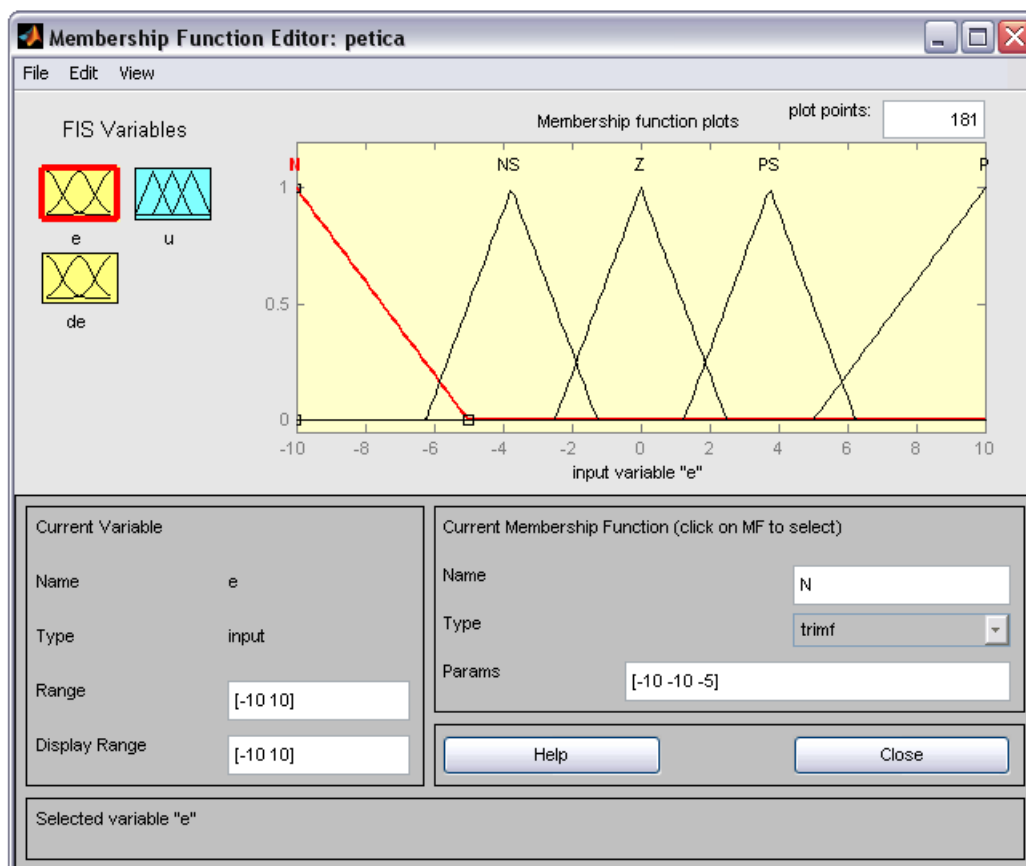 Membership Function Editor: petica
File Edit View
FIS Variables
Membership function plots
plot points: 181
e
u
de
N NS Z PS P
1
0.5
0
-10 -8 -6 -4 -2 0 2 4 6 8 10
input variable "e"
Current Variable
Name e
Type input
Range [-10 10]
Display Range [-10 10]
Current Membership Function (click on MF to select)
Name N
Type trimf
Params [-10 -10 -5]
Help Close
Selected variable "e"